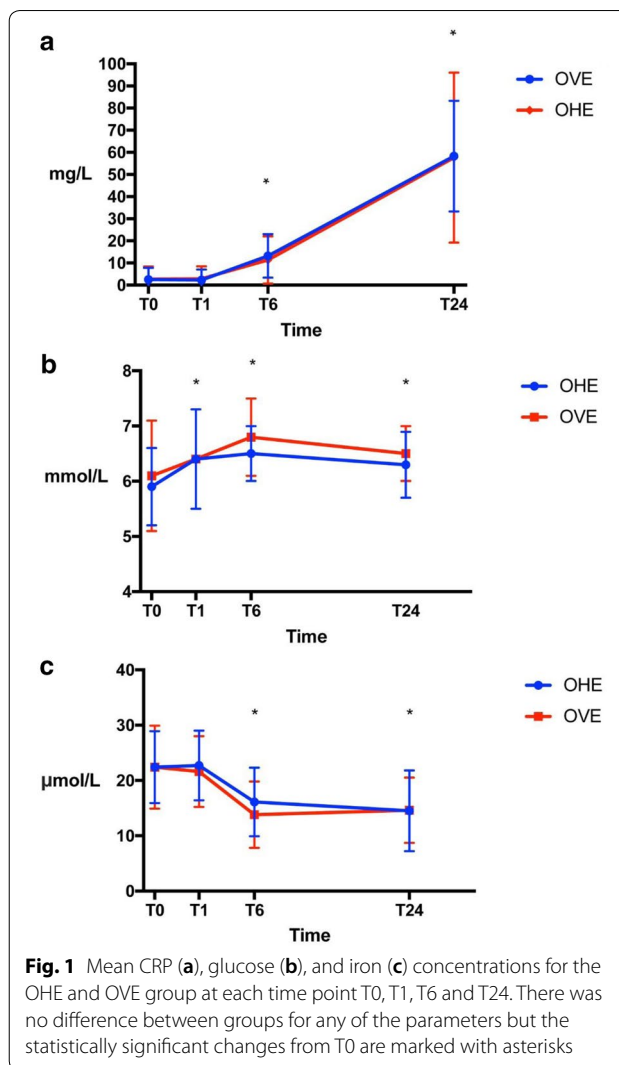 a
*
*
100
90
80
70
60
50
40
30
20
10
0
mg/L
T0 T1 T6 T24
Time
OVE
OHE
b
*
*
*
8
6
4
mmol/L
T0 T1 T6 T24
Time
OHE
OVE
c
*
*
40
30
20
10
0
µmol/L
T0 T1 T6 T24
Time
OHE
OVE
Fig. 1 Mean CRP (a), glucose (b), and iron (c) concentrations for the
OHE and OVE group at each time point T0, T1, T6 and T24. There was
no difference between groups for any of the parameters but the
statistically significant changes from T0 are marked with asterisks